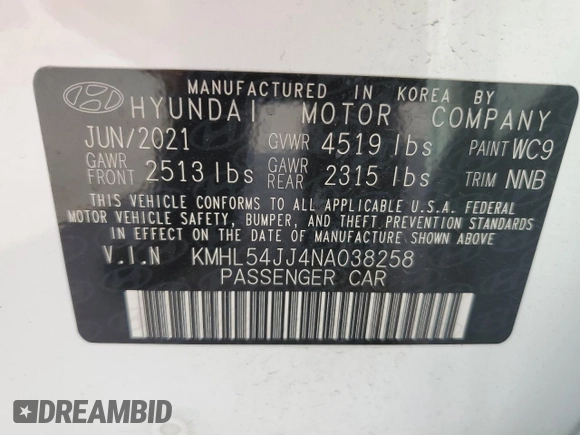 MANUFACTURED IN KOREA BY
HYUNDAI MOTOR COMPANY
JUN/2021 GVWR 4519 lbs PAINT WC9
GAWR FRONT 2513 lbs GAWR REAR 2315 lbs TRIM NNB
THIS VEHICLE CONFORMS TO ALL APPLICABLE U.S.A. FEDERAL
MOTOR VEHICLE SAFETY, BUMPER, AND THEFT PREVENTION STANDARDS
IN EFFECT ON THE DATE OF MANUFACTURE SHOWN ABOVE.
V.I.N KMHL54JJ4NA038258
PASSENGER CAR
DREAMBID